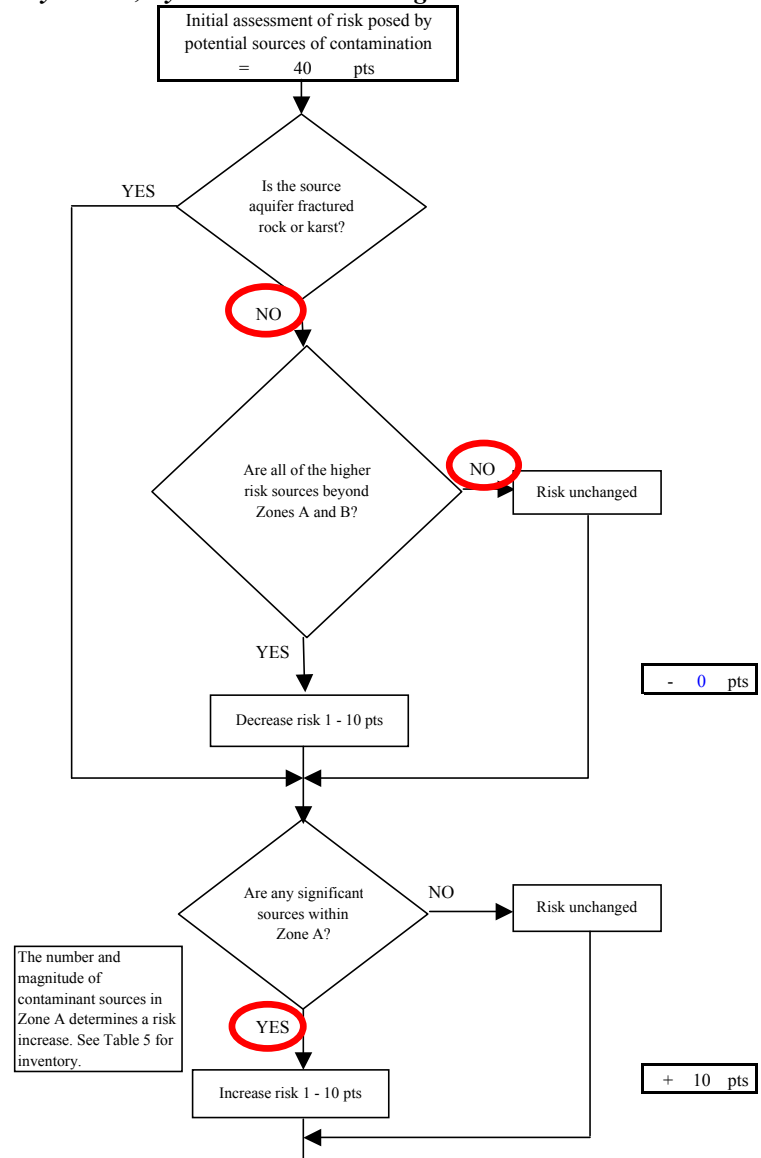 Initial assessment of risk posed by
potential sources of contamination
= 40 pts
YES
Is the source
aquifer fractured
rock or karst?
NO
Are all of the higher
risk sources beyond
Zones A and B?
NO
Risk unchanged
YES
- 0 pts
Decrease risk 1 - 10 pts
Are any significant
sources within
Zone A?
NO
Risk unchanged
The number and
magnitude of
contaminant sources in
Zone A determines a risk
increase. See Table 5 for
inventory.
YES
Increase risk 1 - 10 pts
+ 10 pts